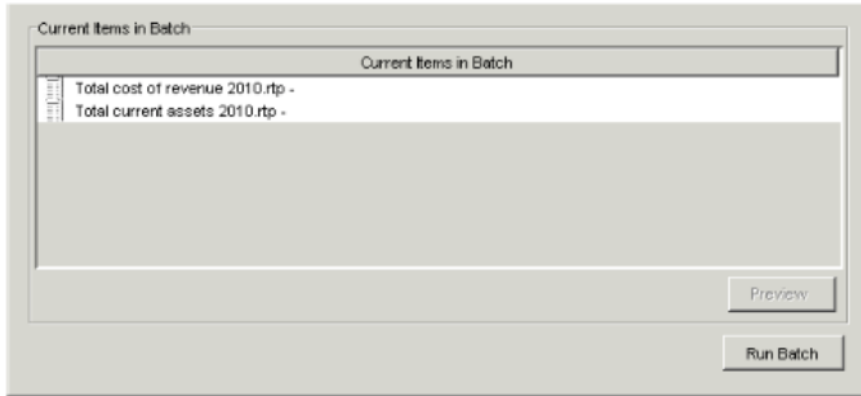 Current Items in Batch
Current Items in Batch
Total cost of revenue 2010.rtp -
Total current assets 2010.rtp -
Preview
Run Batch